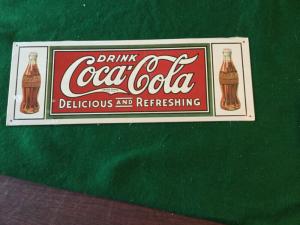 DRINK
Coca-Cola
DELICIOUS AND REFRESHING